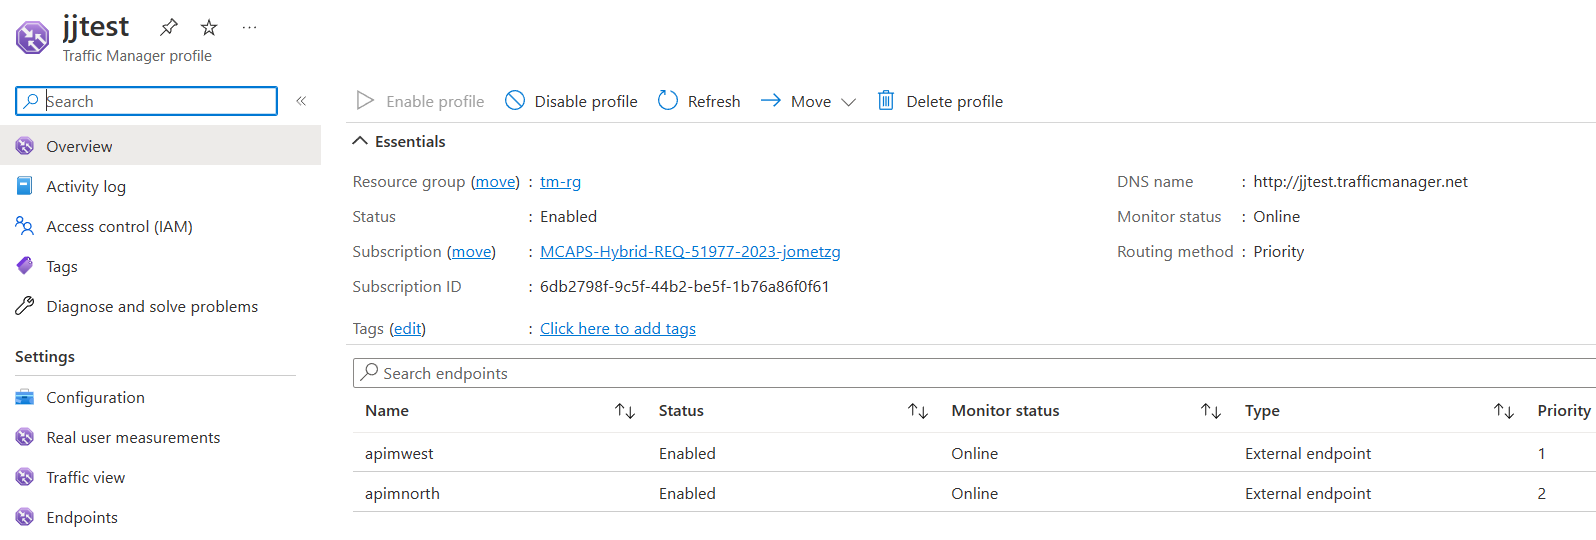 jjtest
Traffic Manager profile
Search
Overview
Activity log
Access control (IAM)
Tags
Diagnose and solve problems
Settings
Configuration
Real user measurements
Traffic view
Endpoints
Enable profile Disable profile Refresh Move Delete profile
Essentials
Resource group (move) : tm-rg
Status : Enabled
Subscription (move) : MCAPS-Hybrid-REQ-51977-2023-jometzg
Subscription ID : 6db2798f-9c5f-44b2-be5f-1b76a86f0f61
Tags (edit) : Click here to add tags
DNS name : http://jjtest.trafficmanager.net
Monitor status : Online
Routing method : Priority
Search endpoints
Name Status Monitor status Type Priority
apimwest Enabled Online External endpoint 1
apimnorth Enabled Online External endpoint 2